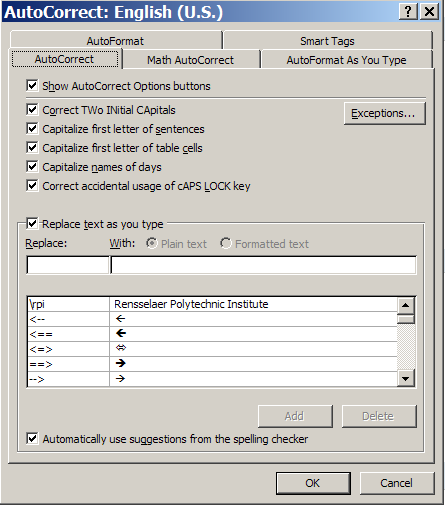 AutoCorrect: English (U.S.)
AutoFormat Smart Tags
AutoCorrect Math AutoCorrect AutoFormat As You Type
Show AutoCorrect Options buttons
Correct TWo INitial CApitals Exceptions...
Capitalize first letter of sentences
Capitalize first letter of table cells
Capitalize names of days
Correct accidental usage of cAPS LOCK key
Replace text as you type
Replace: With: Plain text Formatted text
\rpi Rensselaer Polytechnic Institute
<-- ←
<== 🡸
<=> ⇔
==> 🡺
--> →
Add Delete
Automatically use suggestions from the spelling checker
OK Cancel